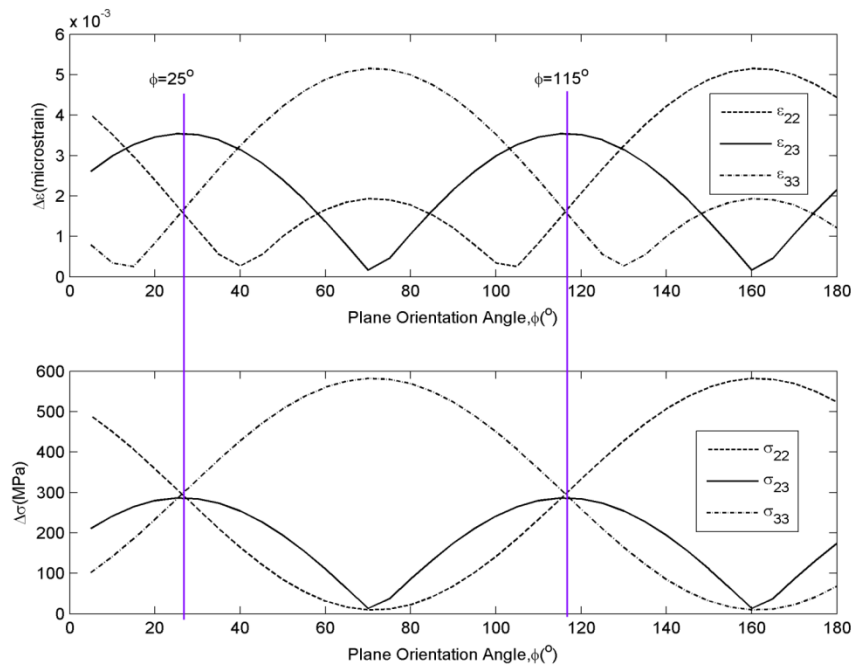 x 10⁻³
6
5
4
3
2
1
0
Δε(microstrain)
ϕ=25°
ϕ=115°
ε₂₂
ε₂₃
ε₃₃
0 20 40 60 80 100 120 140 160 180
Plane Orientation Angle,ϕ(°)
600
500
400
300
200
100
0
Δσ(MPa)
σ₂₂
σ₂₃
σ₃₃
0 20 40 60 80 100 120 140 160 180
Plane Orientation Angle,ϕ(°)